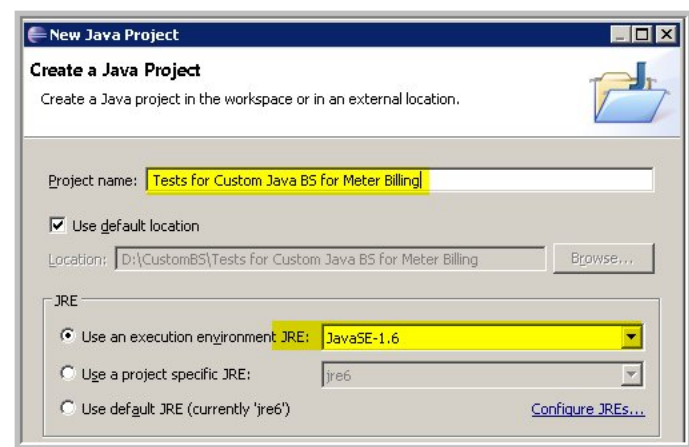 New Java Project
Create a Java Project
Create a Java project in the workspace or in an external location.
Project name: Tests for Custom Java BS for Meter Billing
Use default location
Location: D:\CustomBS\Tests for Custom Java BS for Meter Billing Browse...
JRE
Use an execution environment JRE: JavaSE-1.6
Use a project specific JRE: jre6
Use default JRE (currently 'jre6') Configure JREs...